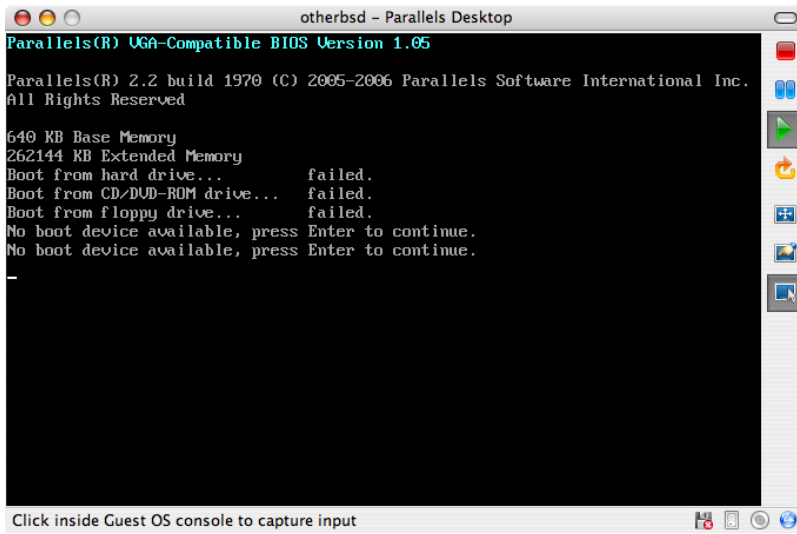 otherbsd – Parallels Desktop
Parallels(R) VGA-Compatible BIOS Version 1.05
Parallels(R) 2.2 build 1970 (C) 2005-2006 Parallels Software International Inc.
All Rights Reserved
640 KB Base Memory
262144 KB Extended Memory
Boot from hard drive... failed.
Boot from CD/DVD-ROM drive... failed.
Boot from floppy drive... failed.
No boot device available, press Enter to continue.
No boot device available, press Enter to continue.
Click inside Guest OS console to capture input